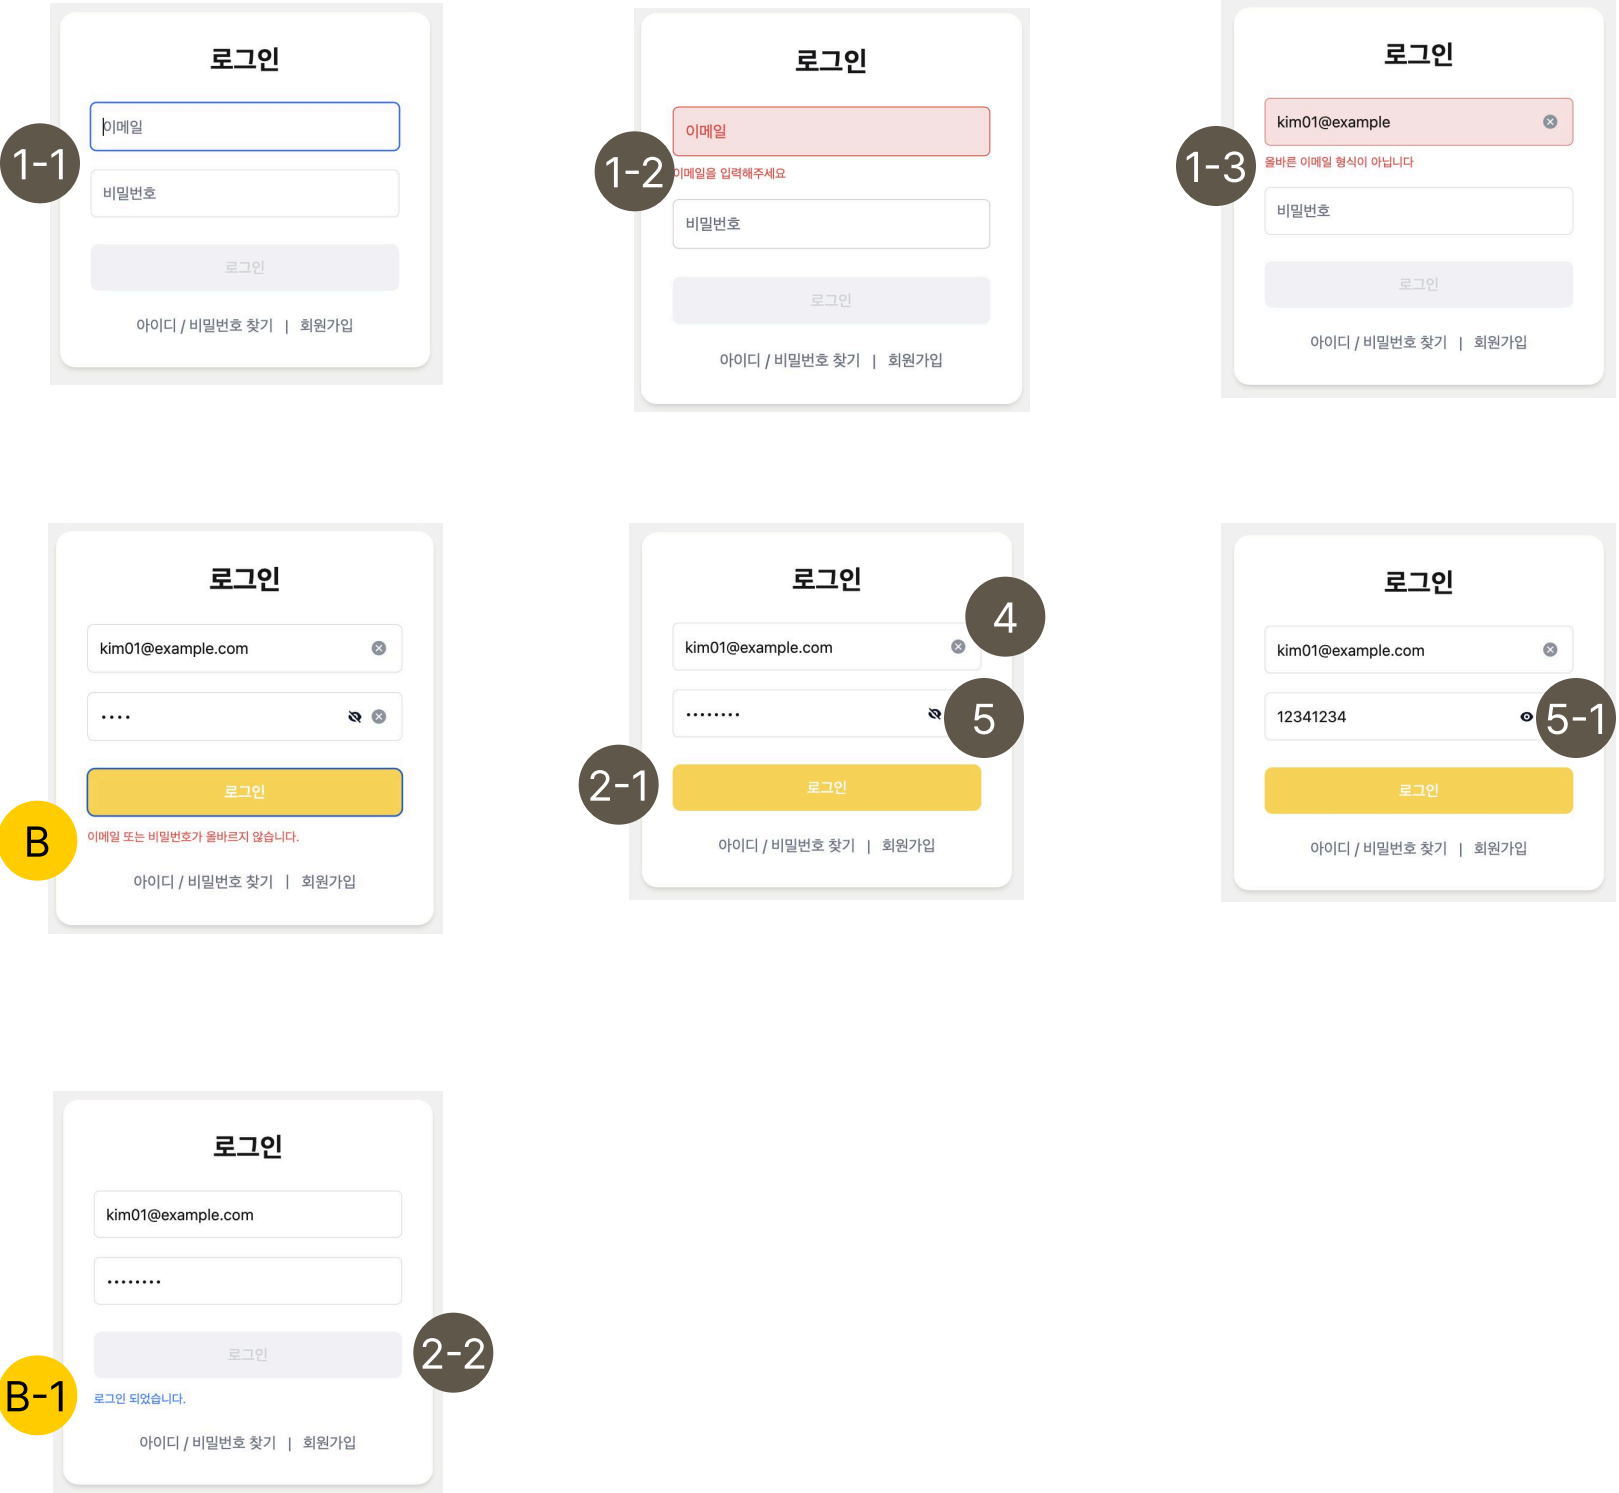 로그인
1-1
이메일
비밀번호
로그인
아이디 / 비밀번호 찾기 | 회원가입
로그인
이메일
1-2
이메일을 입력해주세요
비밀번호
로그인
아이디 / 비밀번호 찾기 | 회원가입
로그인
kim01@example
1-3
올바른 이메일 형식이 아닙니다
비밀번호
로그인
아이디 / 비밀번호 찾기 | 회원가입
로그인
kim01@example.com
••••
로그인
B
이메일 또는 비밀번호가 올바르지 않습니다.
아이디 / 비밀번호 찾기 | 회원가입
로그인
4
kim01@example.com
••••••••
5
2-1
로그인
아이디 / 비밀번호 찾기 | 회원가입
로그인
kim01@example.com
12341234
5-1
로그인
아이디 / 비밀번호 찾기 | 회원가입
로그인
kim01@example.com
••••••••
로그인
2-2
B-1
로그인 되었습니다.
아이디 / 비밀번호 찾기 | 회원가입